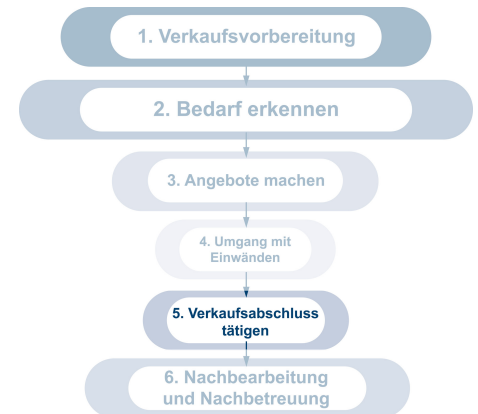 1. Verkaufsvorbereitung
2. Bedarf erkennen
3. Angebote machen
4. Umgang mit
Einwänden
5. Verkaufsabschluss
tätigen
6. Nachbearbeitung
und Nachbetreuung